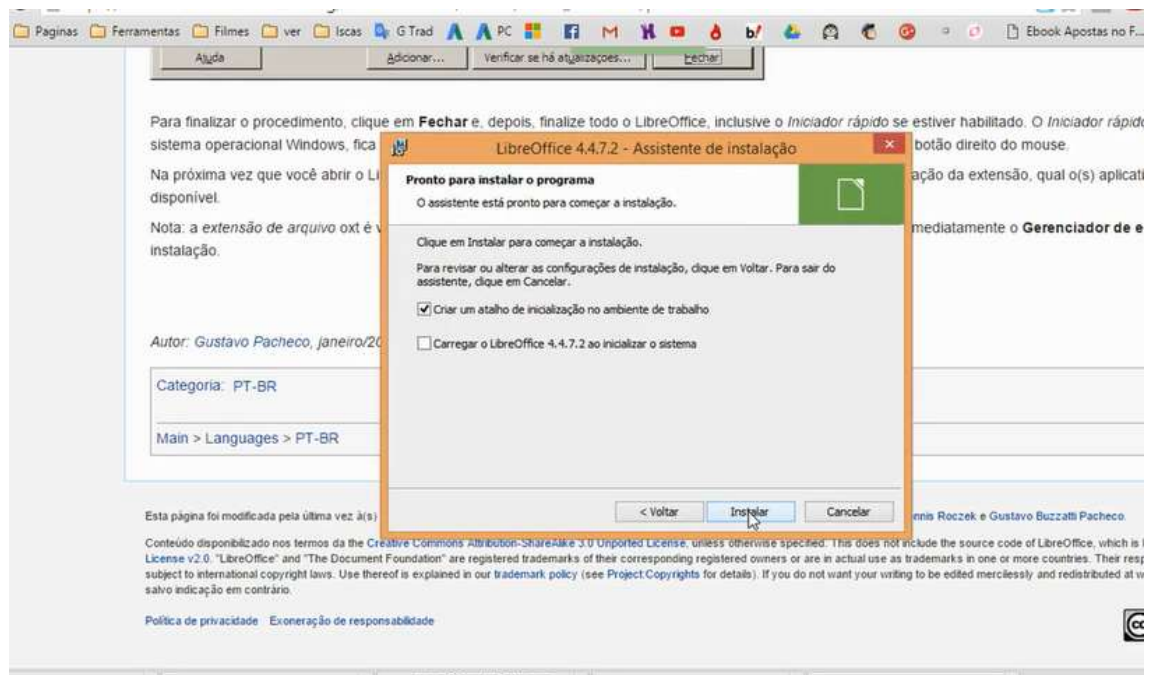 Paginas Ferramentas Filmes ver Iscas G Trad PC b! Ebook Apostas no F...
Ajuda Adicionar... Verificar se há atualizações... Fechar
Para finalizar o procedimento, clique em Fechar e, depois, finalize todo o LibreOffice, inclusive o Iniciador rápido se estiver habilitado. O Iniciador rápido
sistema operacional Windows, fica botão direito do mouse.
Na próxima vez que você abrir o Li ação da extensão, qual o(s) aplicati
disponível.
Nota: a extensão de arquivo oxt é v mediatamente o Gerenciador de e
instalação.
LibreOffice 4.4.7.2 - Assistente de instalação
Pronto para instalar o programa
O assistente está pronto para começar a instalação.
Clique em Instalar para começar a instalação.
Para revisar ou alterar as configurações de instalação, clique em Voltar. Para sair do
assistente, clique em Cancelar.
Criar um atalho de inicialização no ambiente de trabalho
Carregar o LibreOffice 4.4.7.2 ao inicializar o sistema
< Voltar Instalar Cancelar
Autor: Gustavo Pacheco, janeiro/20
Categoria: PT-BR
Main > Languages > PT-BR
Esta página foi modificada pela última vez à(s) nnis Roczek e Gustavo Buzzatti Pacheco.
Conteúdo disponibilizado nos termos da the Creative Commons Attribution-ShareAlike 3.0 Unported License, unless otherwise specified. This does not include the source code of LibreOffice, which is
License v2.0. "LibreOffice" and "The Document Foundation" are registered trademarks of their corresponding registered owners or are in actual use as trademarks in one or more countries. Their resp
subject to international copyright laws. Use thereof is explained in our trademark policy (see Project:Copyrights for details). If you do not want your writing to be edited mercilessly and redistributed at w
salvo indicação em contrário.
Política de privacidade Exoneração de responsabilidade
cc